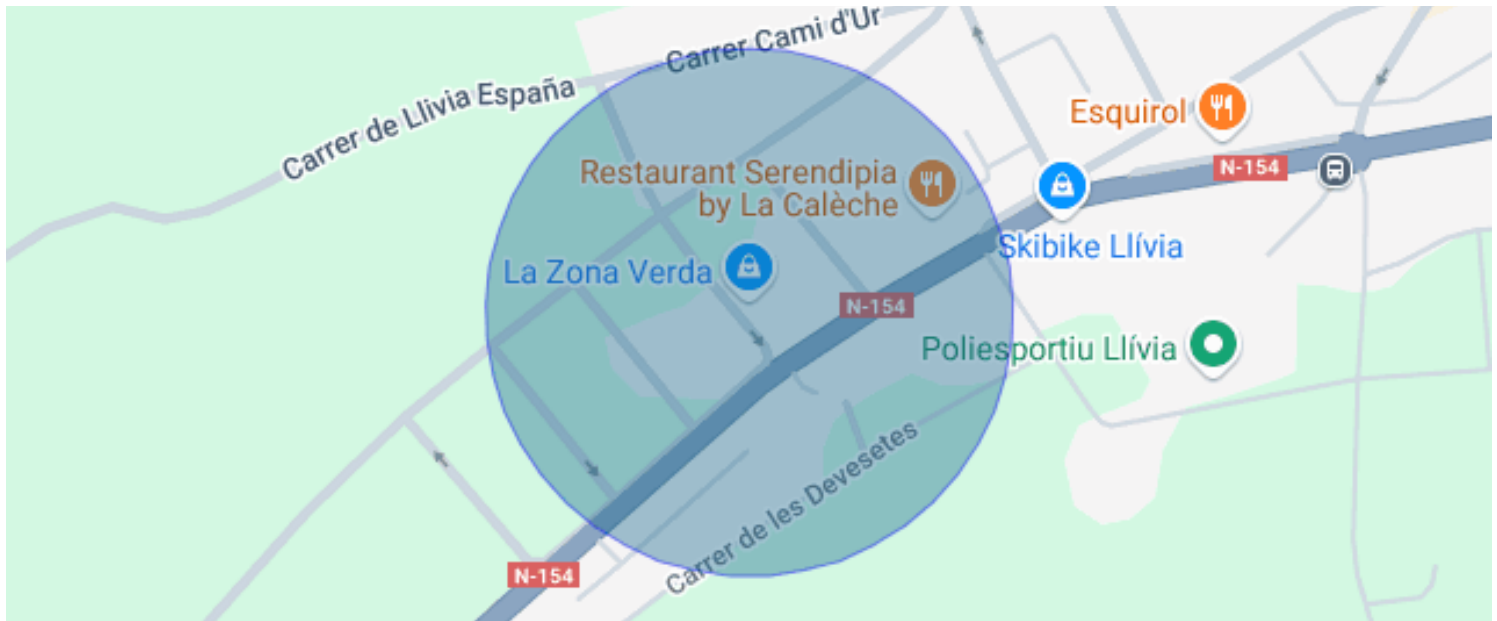 Carrer Cami d'Ur
Carrer de Llivia España
Esquirol
N-154
Restaurant Serendipia
by La Calèche
Skibike Llívia
La Zona Verda
N-154
Poliesportiu Llívia
Carrer de les Devesetes
N-154